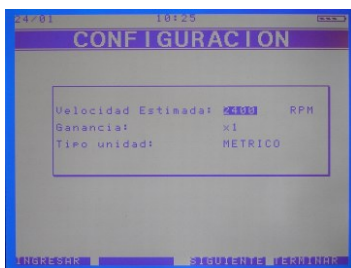 24/01 10:25
CONFIGURACION
Velocidad Estimada: 2400 RPM
Ganancia: x1
Tipo unidad: METRICO
INGRESAR SIGUIENTE TERMINAR